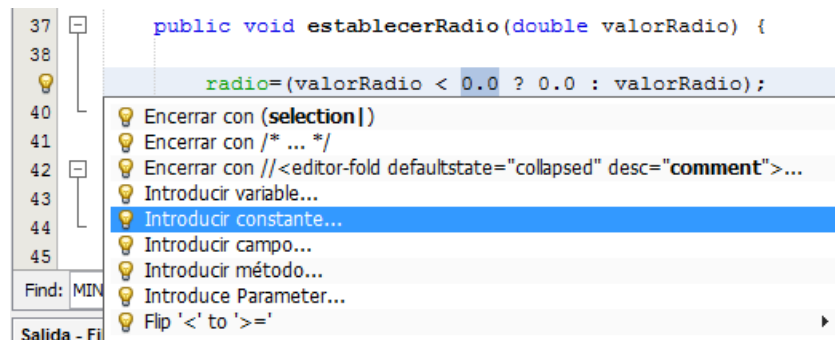 37 public void establecerRadio(double valorRadio) {
38
radio=(valorRadio < 0.0 ? 0.0 : valorRadio);
40 Encerrar con (selection|)
41 Encerrar con /* ... */
42 Encerrar con //<editor-fold defaultstate="collapsed" desc="comment">...
43 Introducir variable...
44 Introducir constante...
45 Introducir campo...
Find: MIN Introducir método...
Introduce Parameter...
Salida - Fi Flip '<' to '>='